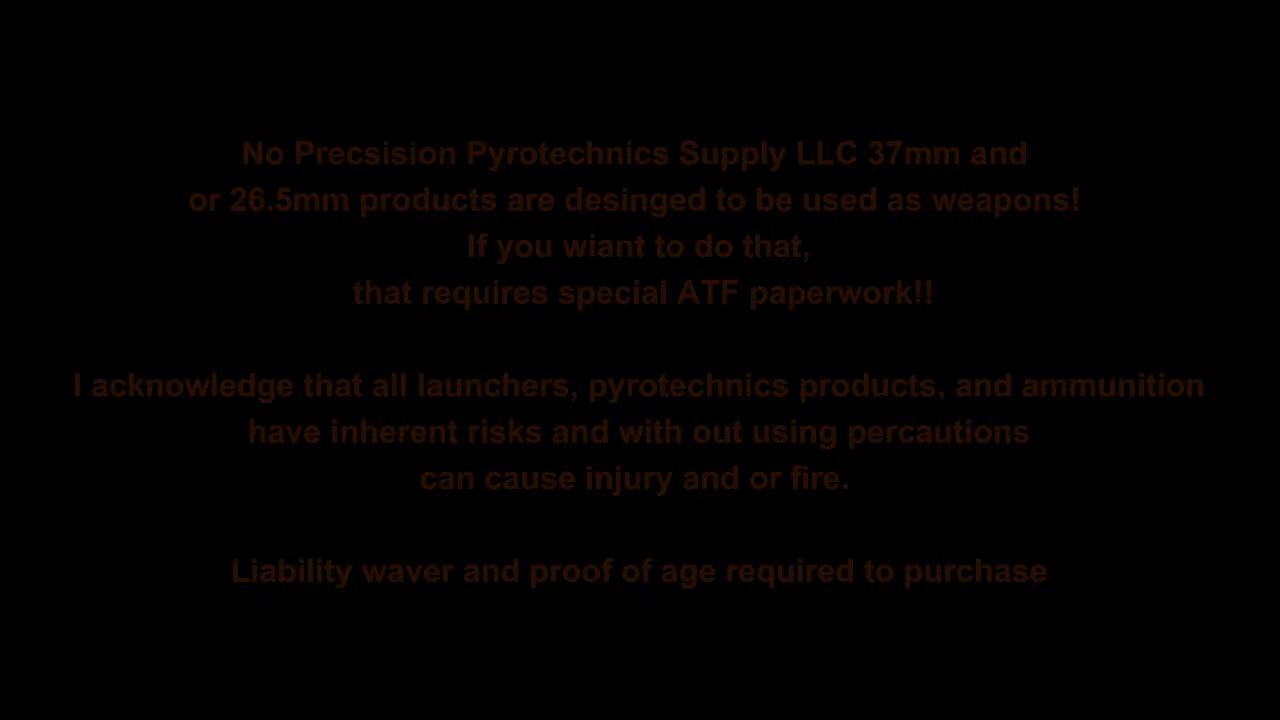 No Precsision Pyrotechnics Supply LLC 37mm and
or 26.5mm products are desinged to be used as weapons!
If you wiant to do that,
that requires special ATF paperwork!!
I acknowledge that all launchers, pyrotechnics products, and ammunition
have inherent risks and with out using percautions
can cause injury and or fire.
Liability waver and proof of age required to purchase